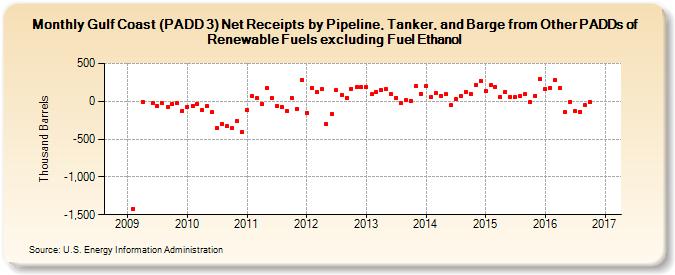 Monthly Gulf Coast (PADD 3) Net Receipts by Pipeline, Tanker, and Barge from Other PADDs of
Renewable Fuels excluding Fuel Ethanol
Thousand Barrels
500
0
-500
-1,000
-1,500
2009 2010 2011 2012 2013 2014 2015 2016 2017
Source: U.S. Energy Information Administration